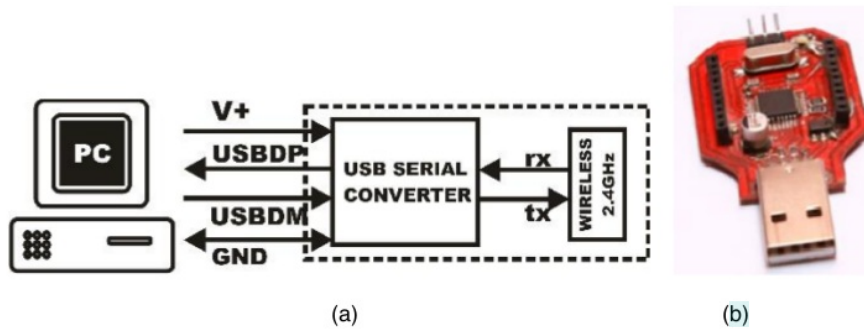 PC
V+
USBDP
USBDM
GND
USB SERIAL
CONVERTER
rx
tx
WIRELESS
2.4GHz
(a)
(b)